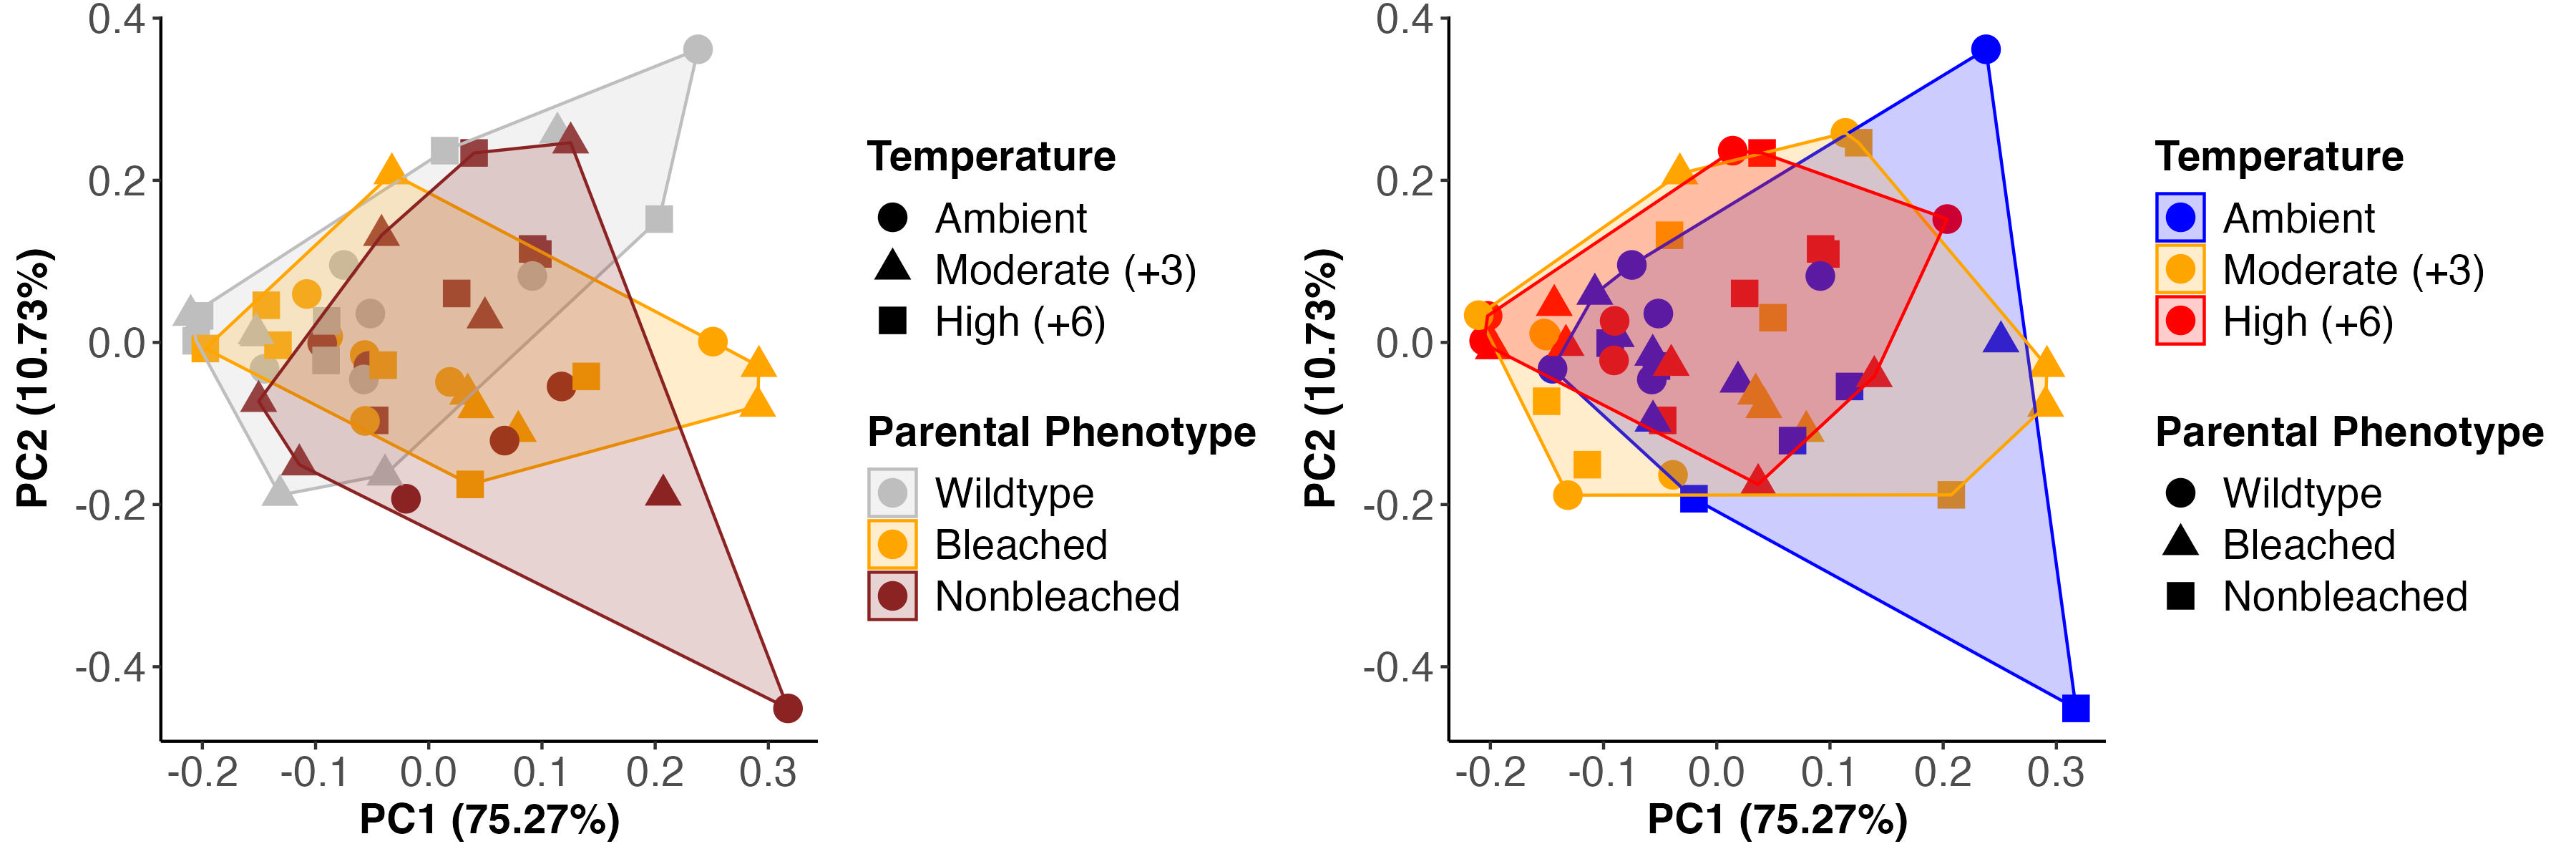 0.4
0.2
0.0
-0.2
-0.4
PC2 (10.73%)
-0.2 -0.1 0.0 0.1 0.2 0.3
PC1 (75.27%)
Temperature
Ambient
Moderate (+3)
High (+6)
Parental Phenotype
Wildtype
Bleached
Nonbleached
0.4
0.2
0.0
-0.2
-0.4
PC2 (10.73%)
-0.2 -0.1 0.0 0.1 0.2 0.3
PC1 (75.27%)
Temperature
Ambient
Moderate (+3)
High (+6)
Parental Phenotype
Wildtype
Bleached
Nonbleached